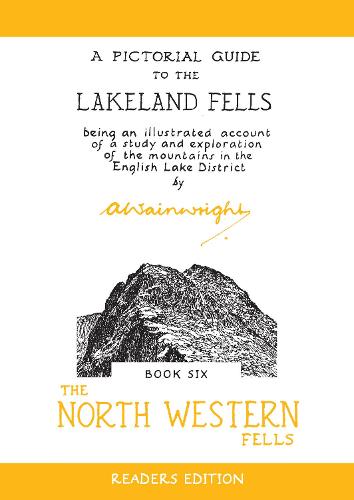 A PICTORIAL GUIDE
TO THE
LAKELAND FELLS
being an illustrated account
of a study and exploration
of the mountains in the
English Lake District
by
AWainwright
BOOK SIX
THE
NORTH WESTERN
FELLS
READERS EDITION